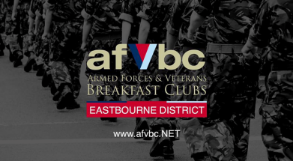 afvbc
ARMED FORCES & VETERANS
BREAKFAST CLUBS
EASTBOURNE DISTRICT
www.afvbc.NET